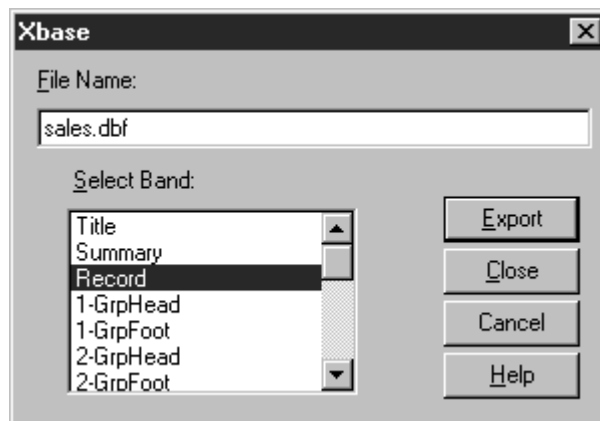 Xbase
File Name:
sales.dbf
Select Band:
Title
Summary
Record
1-GrpHead
1-GrpFoot
2-GrpHead
2-GrpFoot
Export
Close
Cancel
Help